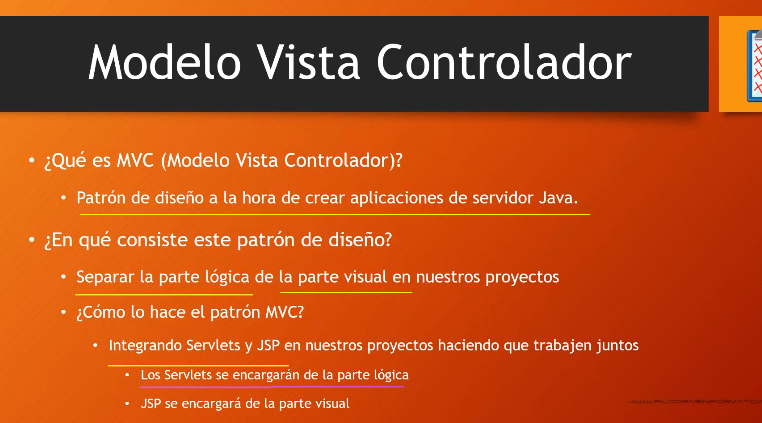 Modelo Vista Controlador
• ¿Qué es MVC (Modelo Vista Controlador)?
• Patrón de diseño a la hora de crear aplicaciones de servidor Java.
• ¿En qué consiste este patrón de diseño?
• Separar la parte lógica de la parte visual en nuestros proyectos
• ¿Cómo lo hace el patrón MVC?
• Integrando Servlets y JSP en nuestros proyectos haciendo que trabajen juntos
• Los Servlets se encargarán de la parte lógica
• JSP se encargará de la parte visual